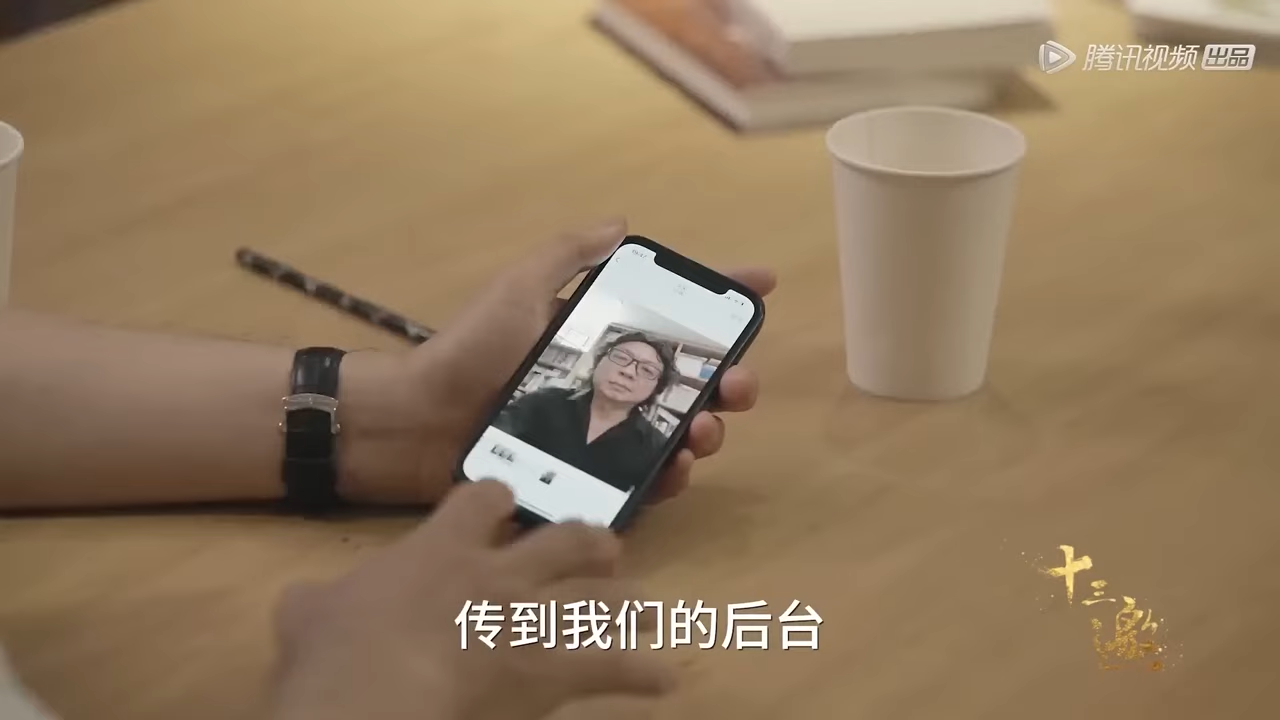 腾讯视频 出品
传到我们的后台
十三邀